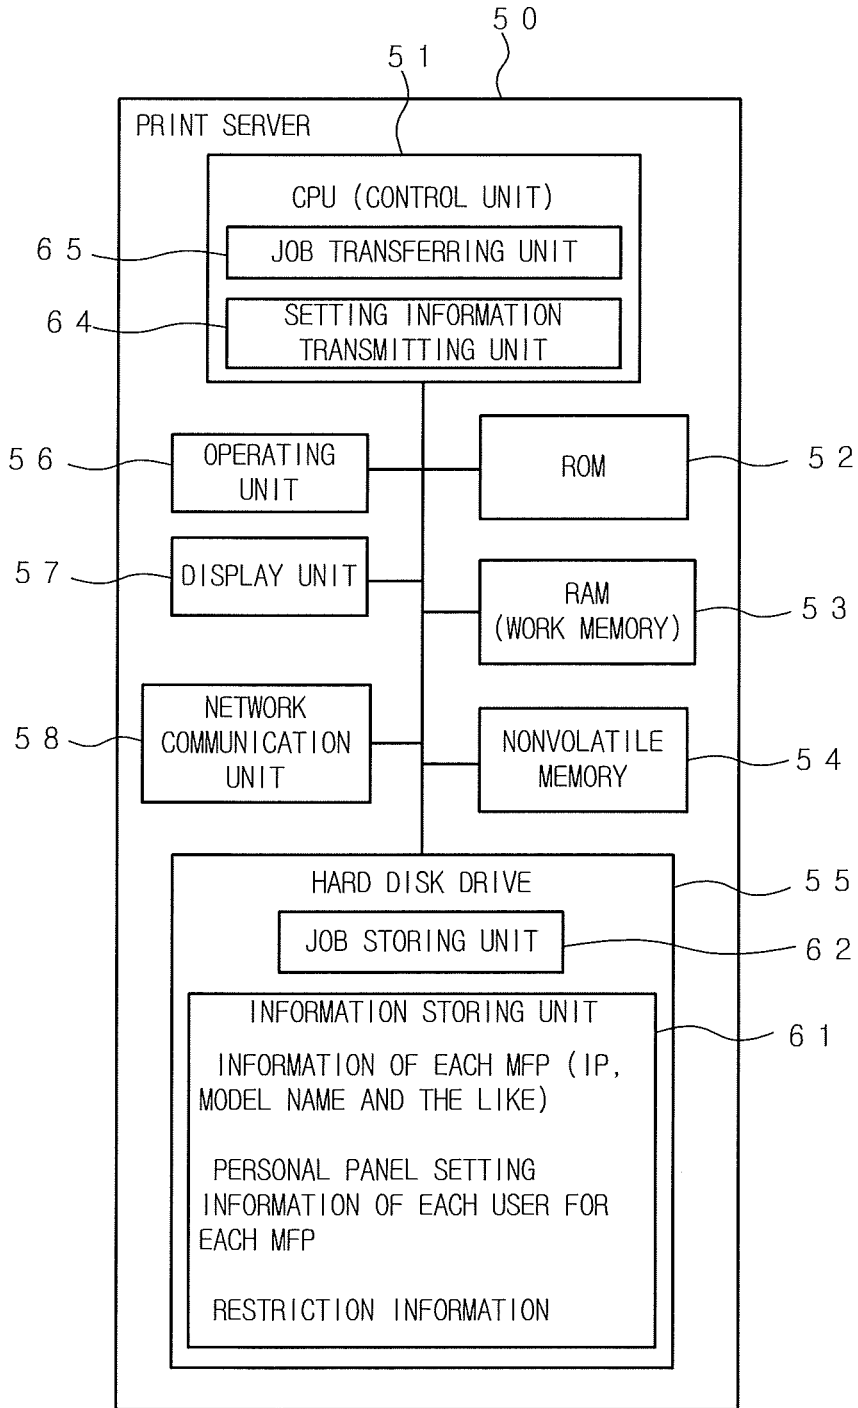 50
51
PRINT SERVER
CPU (CONTROL UNIT)
65
JOB TRANSFERRING UNIT
64
SETTING INFORMATION
TRANSMITTING UNIT
56
OPERATING
UNIT
ROM
52
57
DISPLAY UNIT
RAM
(WORK MEMORY)
53
58
NETWORK
COMMUNICATION
UNIT
NONVOLATILE
MEMORY
54
HARD DISK DRIVE
55
JOB STORING UNIT
62
INFORMATION STORING UNIT
61
INFORMATION OF EACH MFP (IP,
MODEL NAME AND THE LIKE)
PERSONAL PANEL SETTING
INFORMATION OF EACH USER FOR
EACH MFP
RESTRICTION INFORMATION